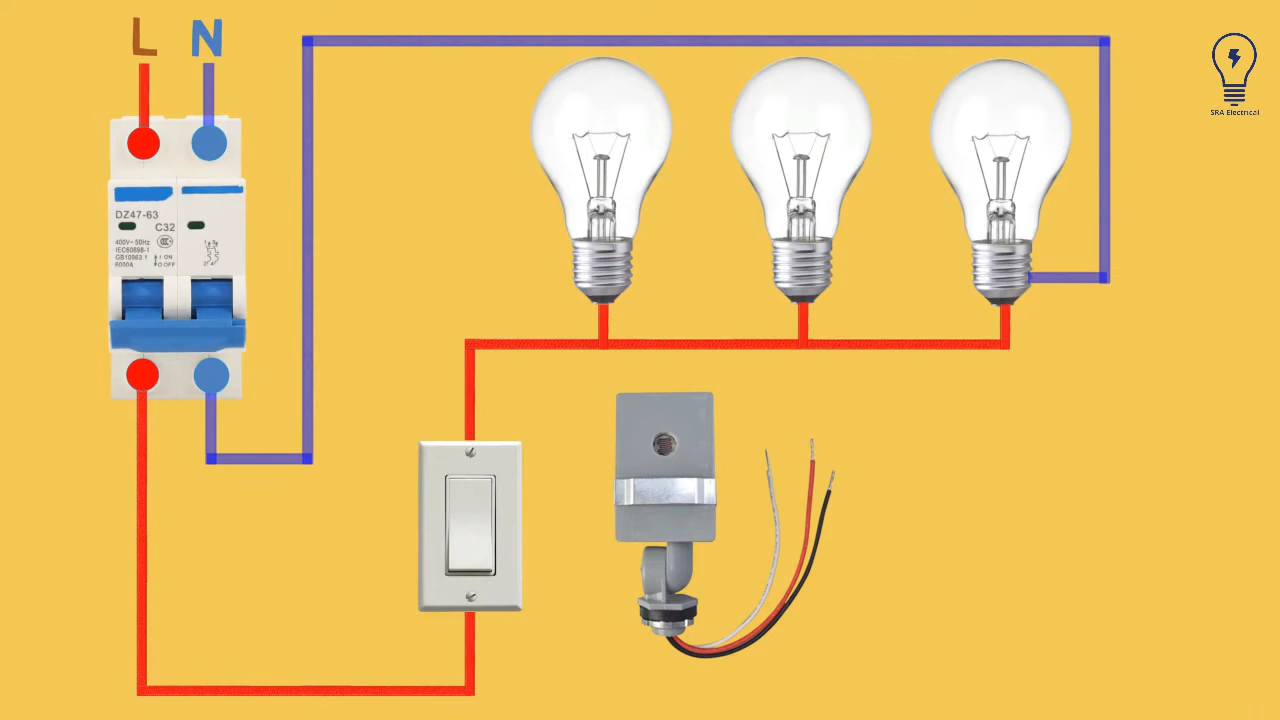 L N
SRA Electrical
DZ47-63
C32
400V~ 50Hz
IEC60898-1
GB10963.1
6000A
I ON
O OFF